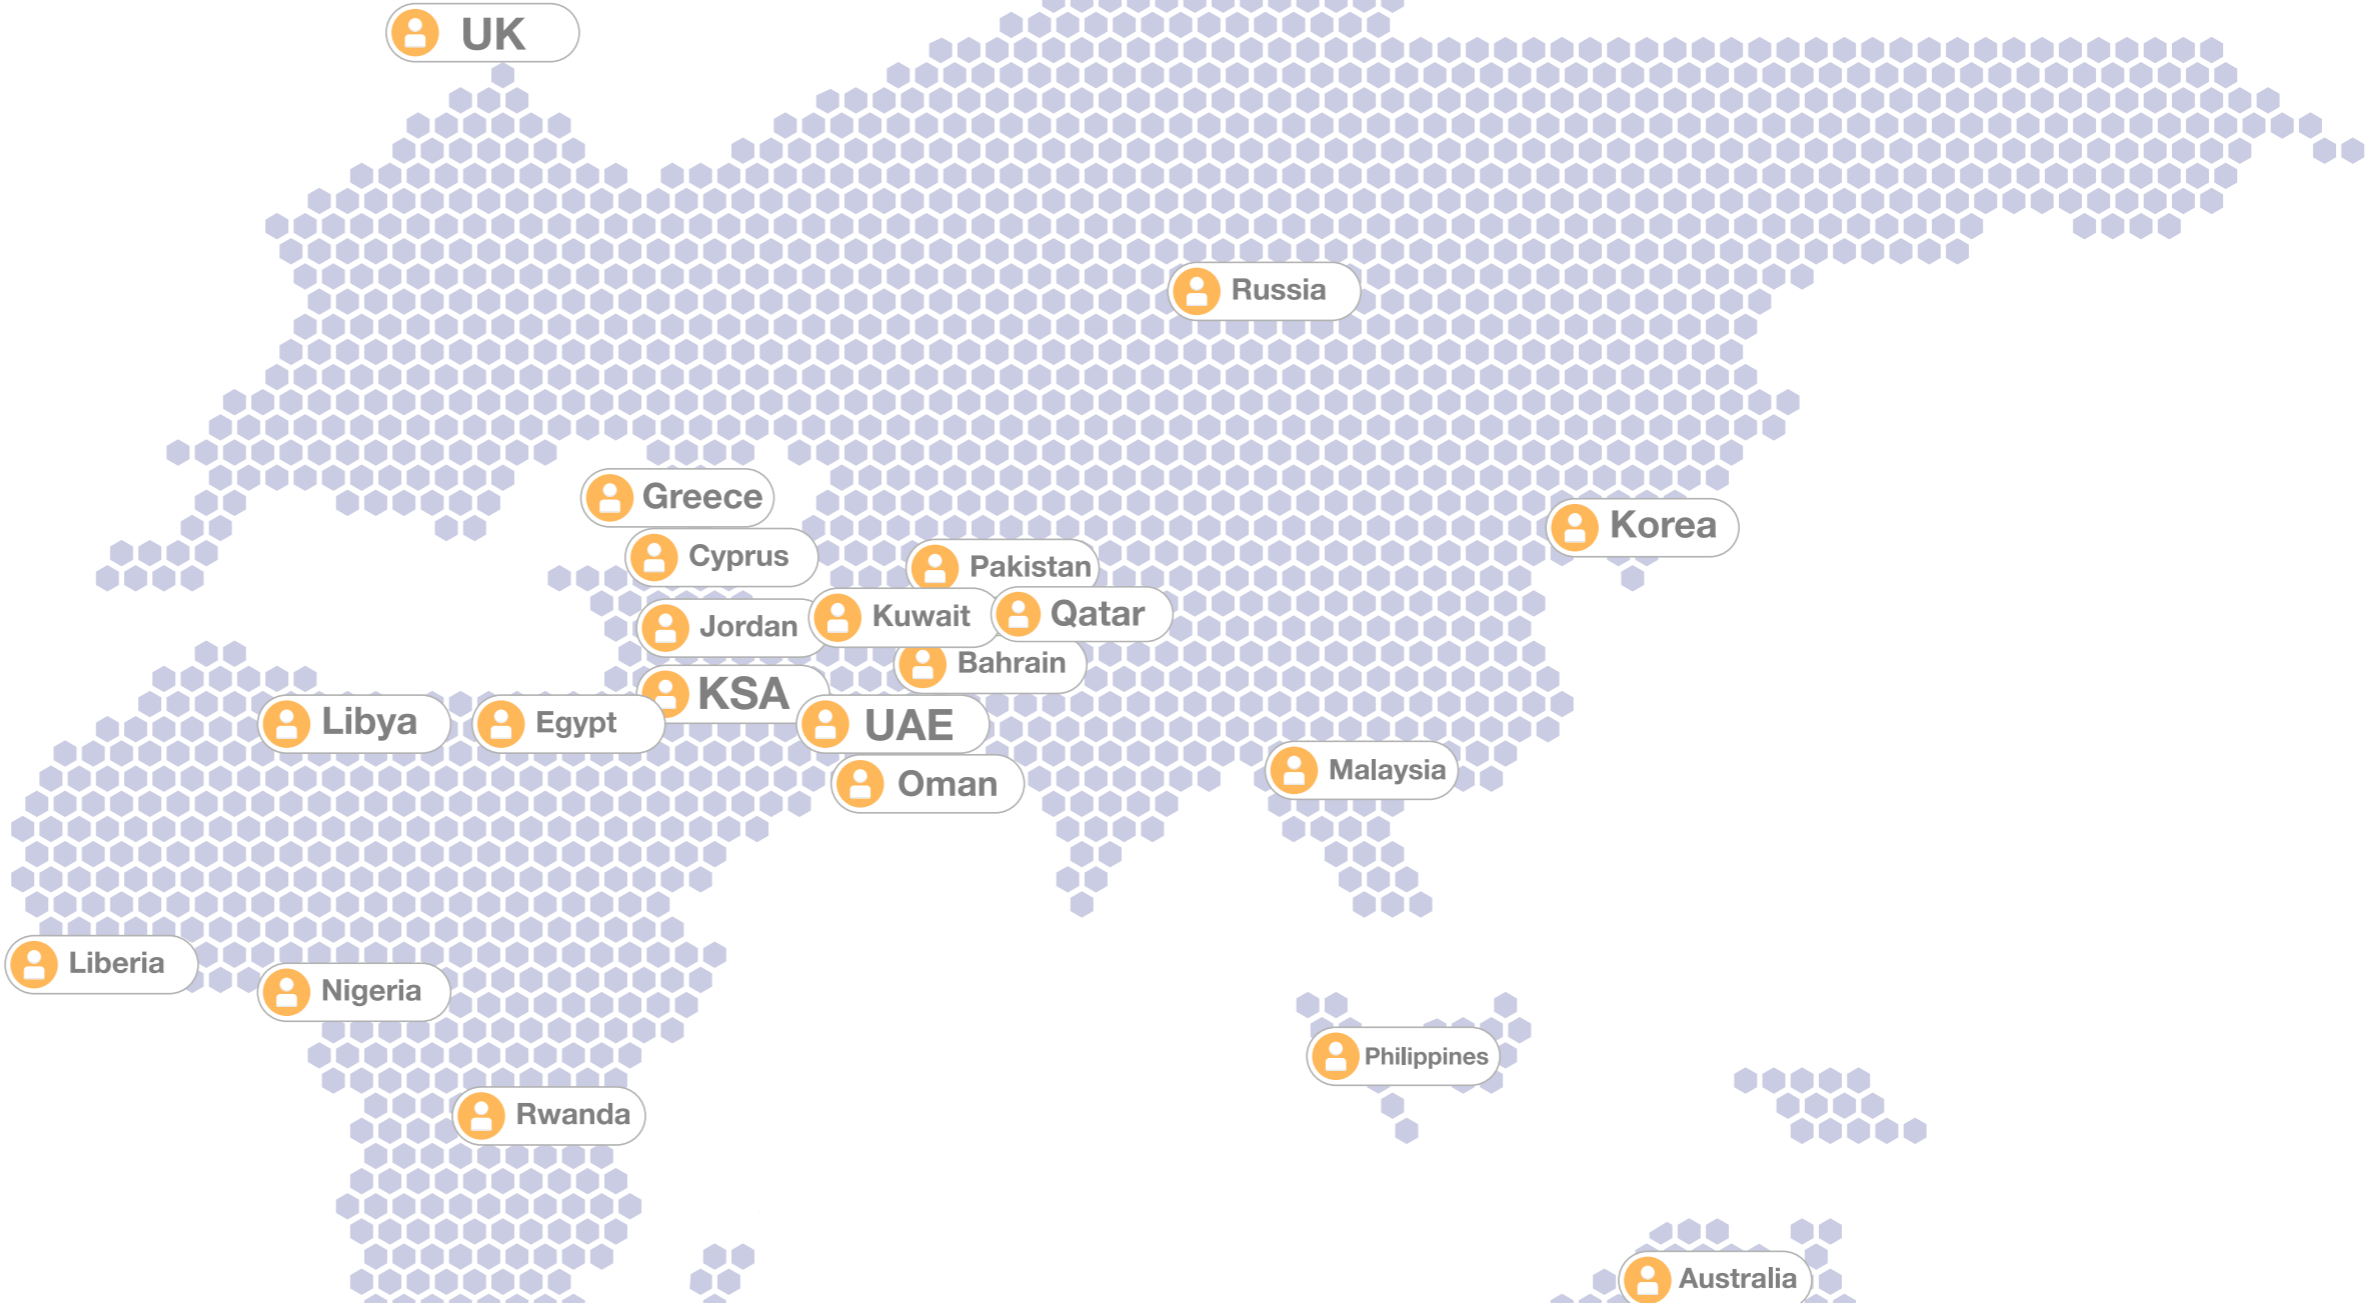 UK
Russia
Greece
Korea
Cyprus
Pakistan
Jordan
Kuwait
Qatar
Bahrain
KSA
Libya
Egypt
UAE
Malaysia
Oman
Liberia
Nigeria
Philippines
Rwanda
Australia